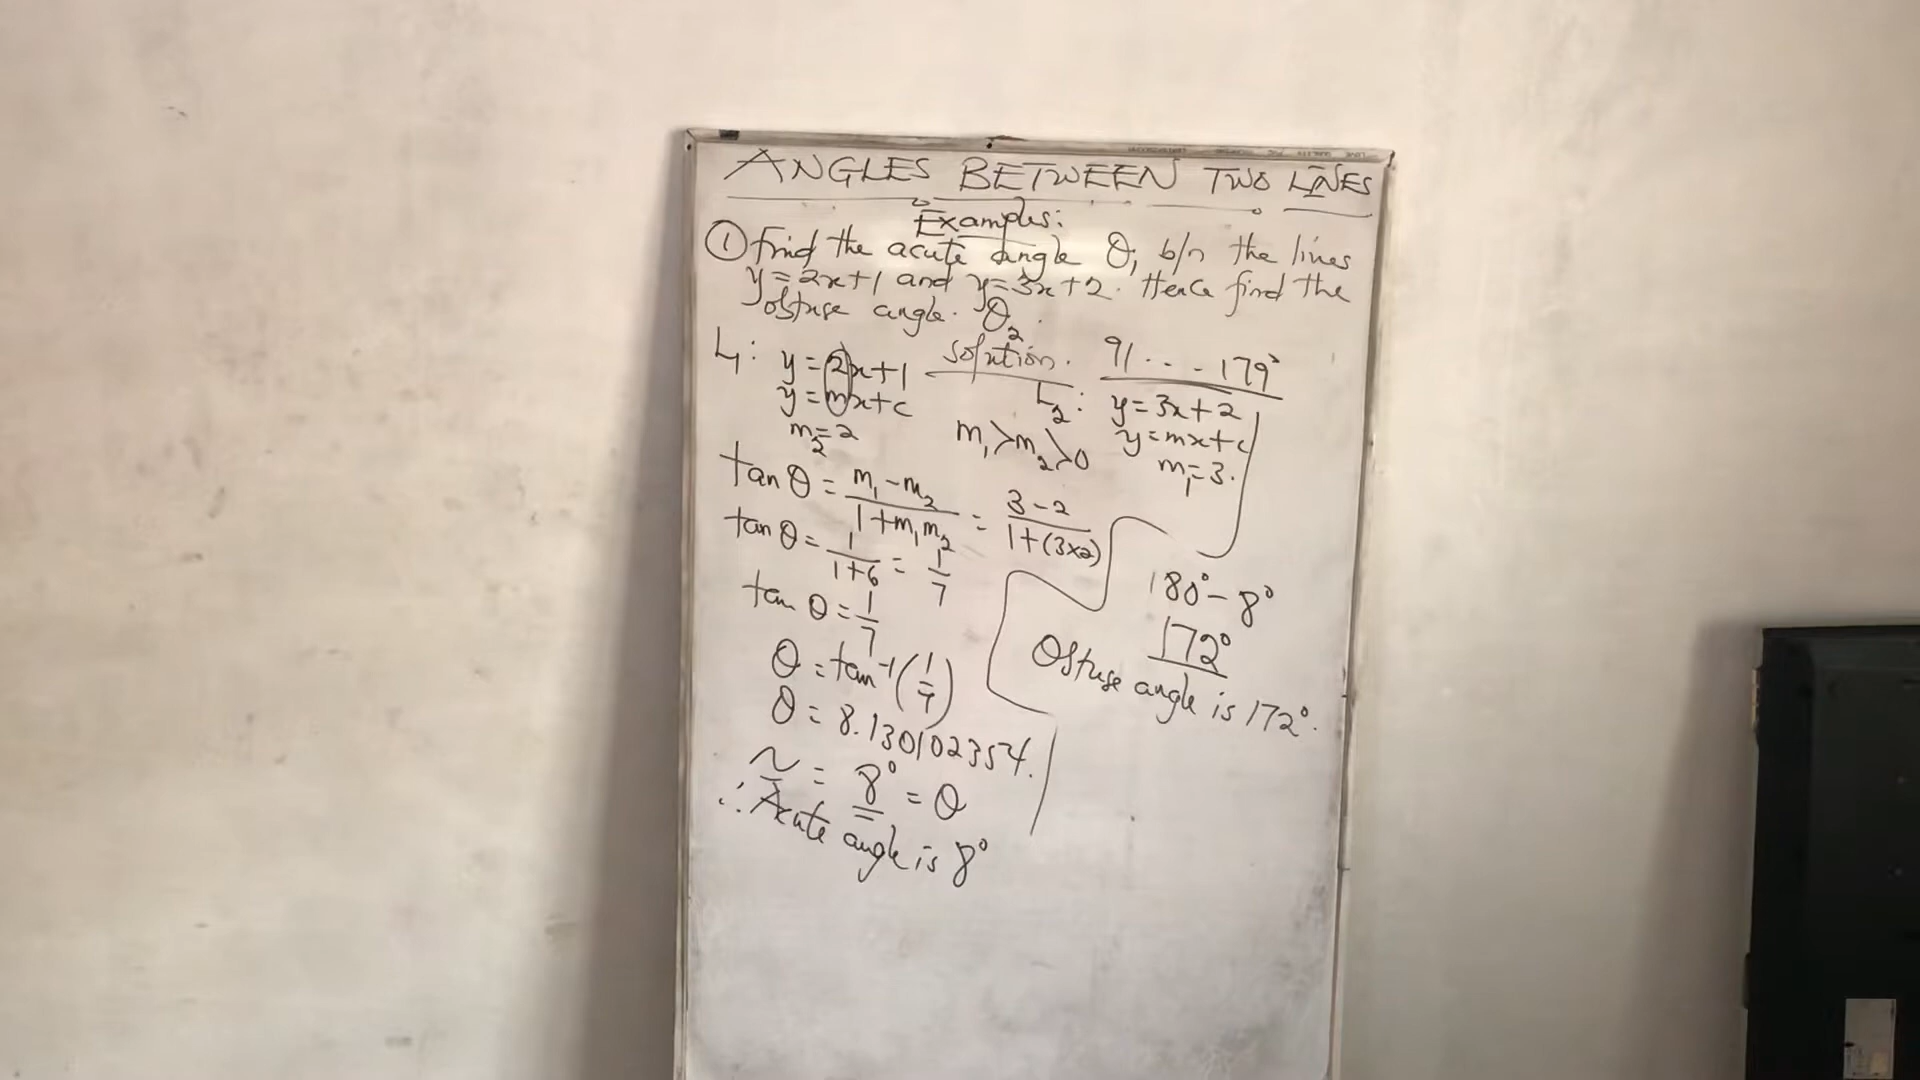 ANGLES BETWEEN TWO LINES
Examples:
① Find the acute angle θ, b/n the lines
y=2x+1 and y=3x+2. Hence find the
obtuse angle. θ₂.
solution.
91 . . . 179°
L₁: y=2x+1
y=mx+c
m₂=2
m₁>m₂>0
L₂: y=3x+2
y=mx+c
m₁=3.
tan θ = m₁-m₂ / 1+m₁m₂ = 3-2 / 1+(3x2)
tan θ = 1 / 1+6 = 1/7
tan θ = 1/7
θ = tan⁻¹(1/7)
θ = 8.130102354.
= 8° = θ
∴ Acute angle is 8°
180° - 8°
172°
Obtuse angle is 172°.